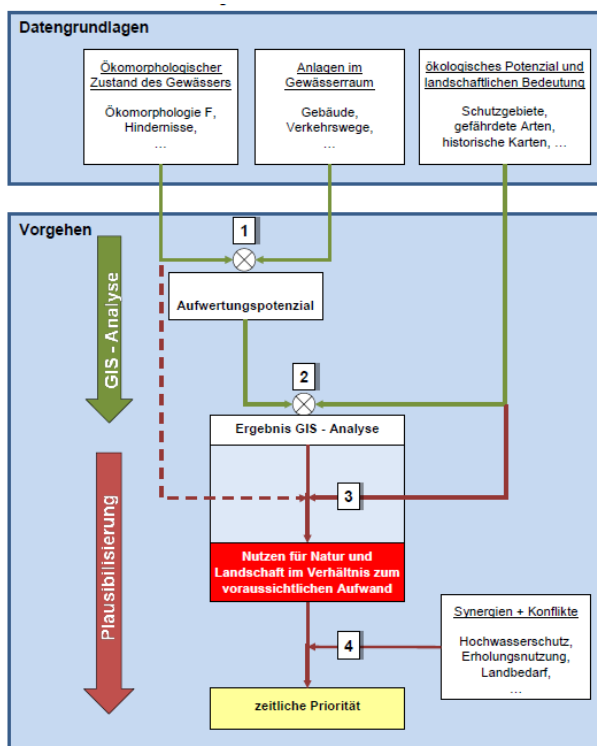 Datengrundlagen
Ökomorphologischer
Zustand des Gewässers
Ökomorphologie F,
Hindernisse,
...
Anlagen im
Gewässerraum
Gebäude,
Verkehrswege,
...
ökologisches Potenzial und
landschaftlichen Bedeutung
Schutzgebiete,
gefährdete Arten,
historische Karten, ...
Vorgehen
GIS - Analyse
1
Aufwertungspotenzial
2
Ergebnis GIS - Analyse
3
Plausibilisierung
Nutzen für Natur und
Landschaft im Verhältnis zum
voraussichtlichen Aufwand
Synergien + Konflikte
Hochwasserschutz,
Erholungsnutzung,
Landbedarf,
...
4
zeitliche Priorität